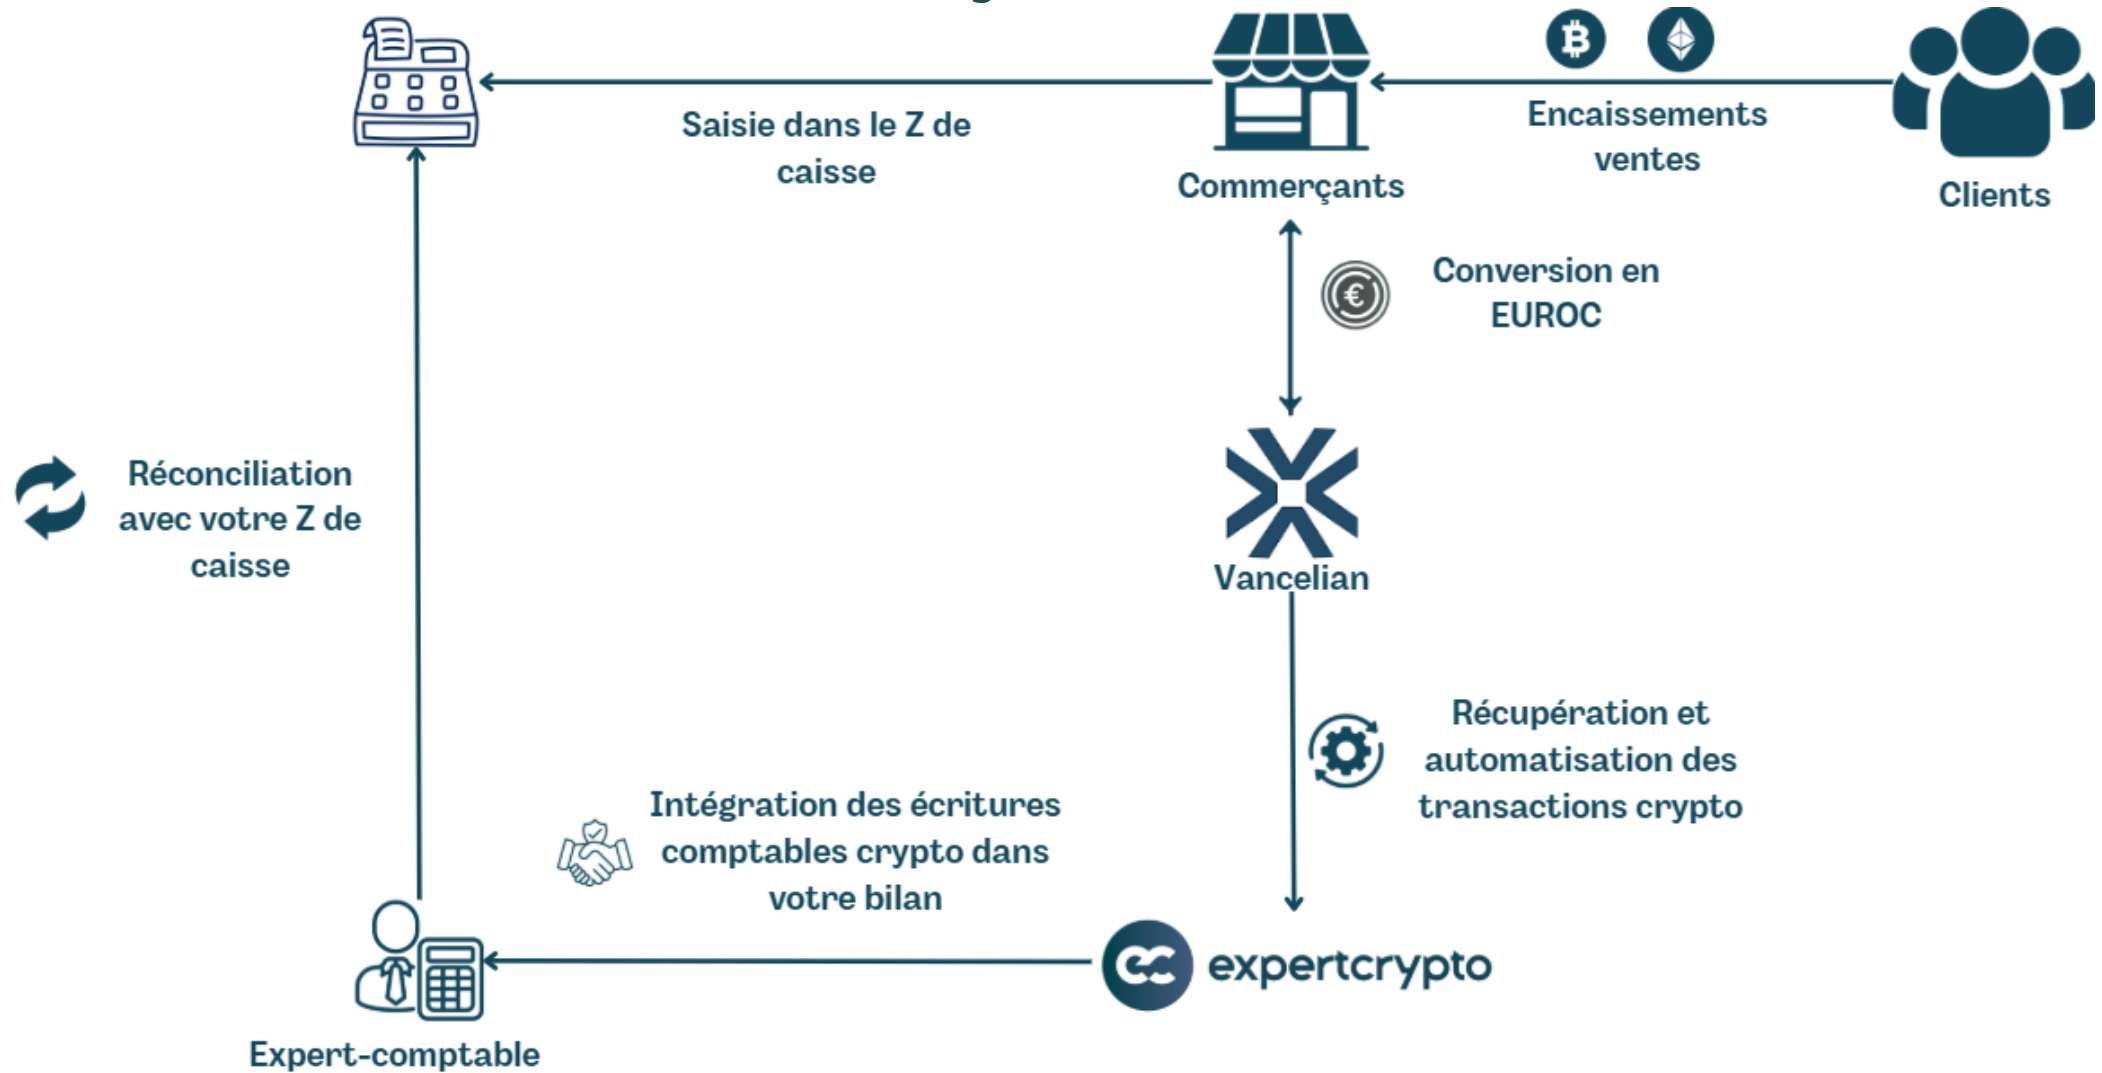 Saisie dans le Z de
caisse
Encaissements
ventes
Commerçants
Clients
Conversion en
EUROC
Réconciliation
avec votre Z de
caisse
Vancelian
Récupération et
automatisation des
transactions crypto
Intégration des écritures
comptables crypto dans
votre bilan
expertcrypto
Expert-comptable